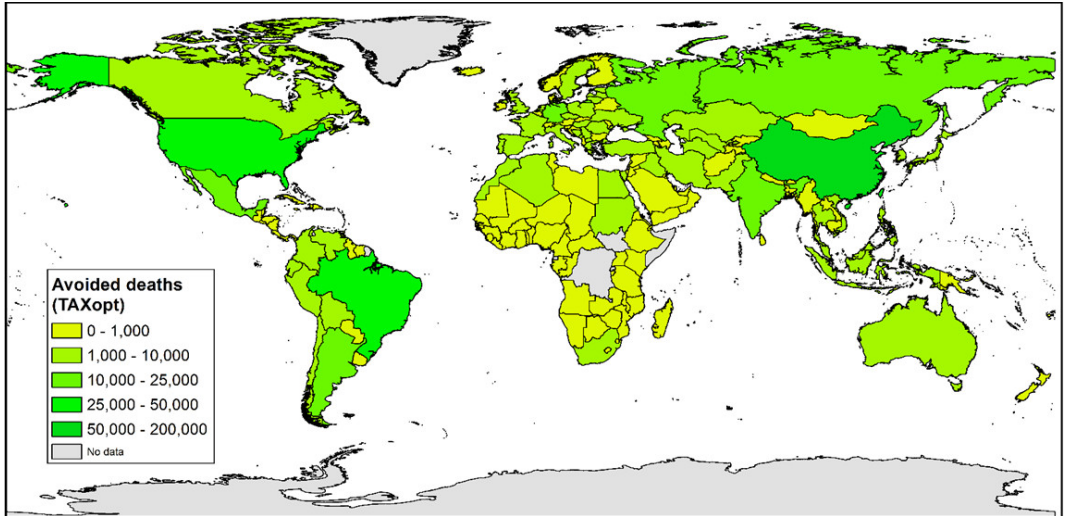 Avoided deaths
(TAXopt)
0 - 1,000
1,000 - 10,000
10,000 - 25,000
25,000 - 50,000
50,000 - 200,000
No data